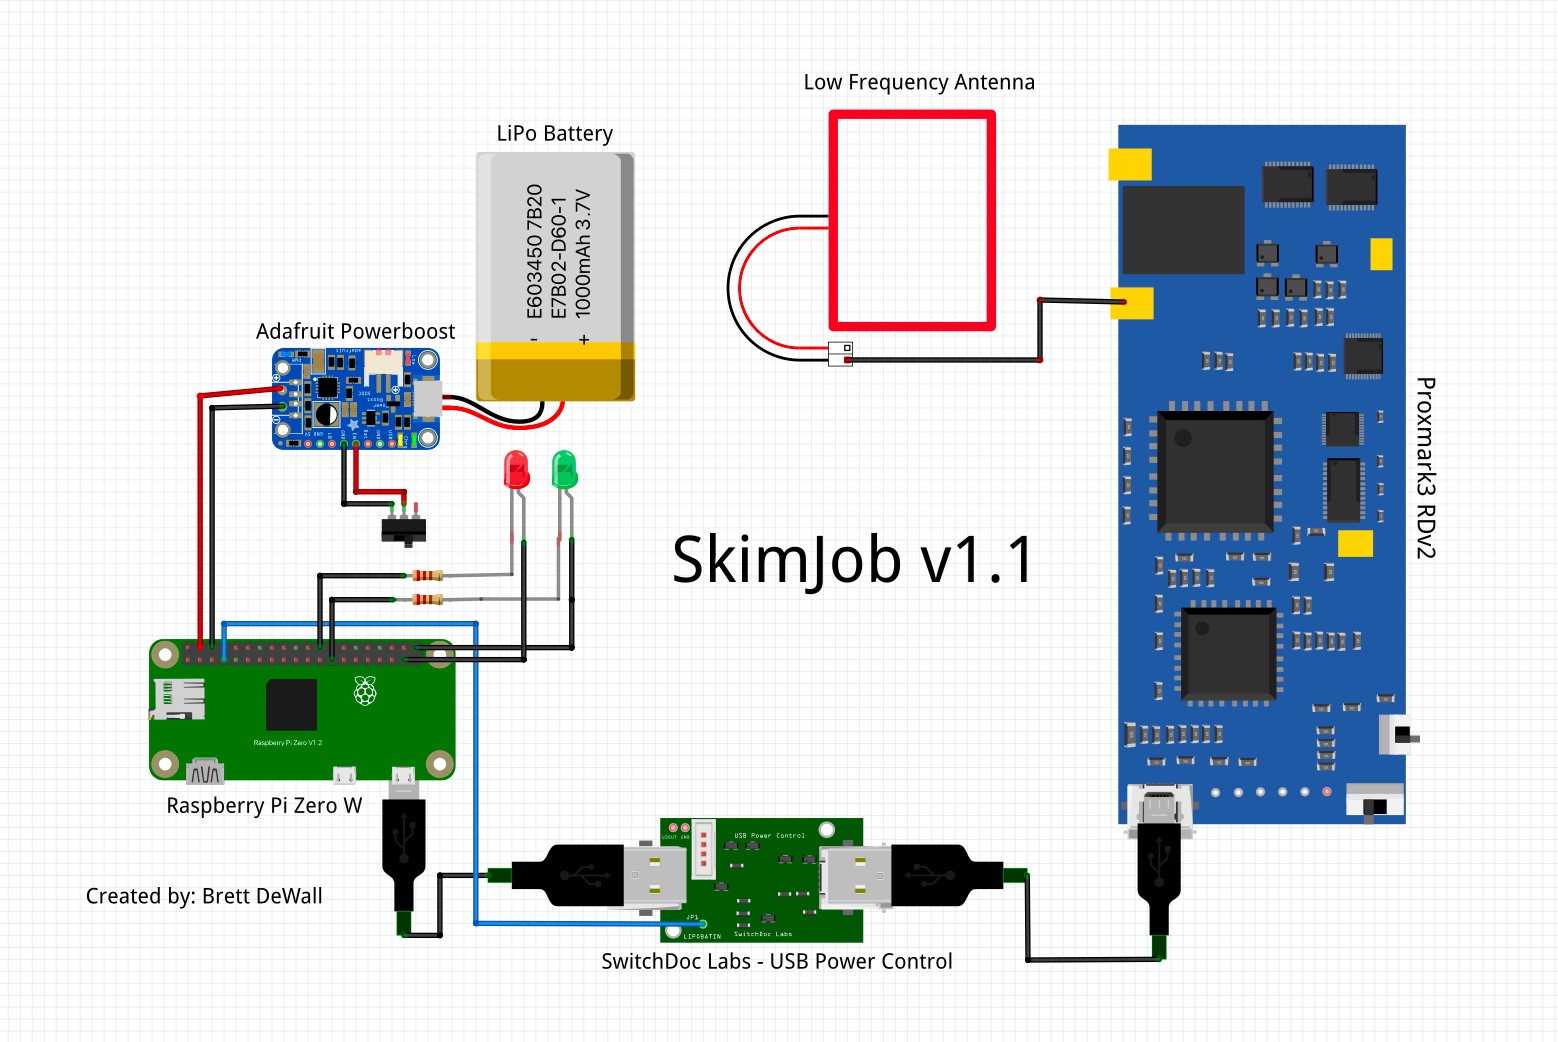 Low Frequency Antenna
LiPo Battery
E603450 7B20
E7B02-D60-1
1000mAh 3.7V
-
+
Adafruit Powerboost
Proxmark3 RDv2
SkimJob v1.1
Raspberry Pi Zero V1.2
Raspberry Pi Zero W
Created by: Brett DeWall
USB Power Control
JP1
LIPOBATIN
SwitchDoc Labs
SwitchDoc Labs - USB Power Control